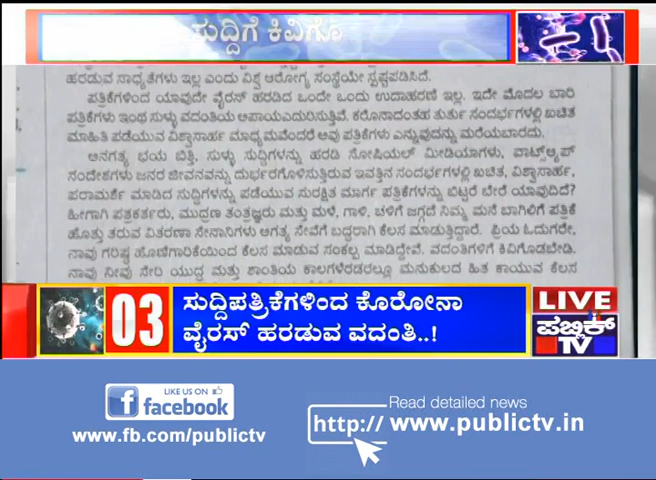 ಸುದ್ದಿಗೆ ಕಿವಿಗೊ
ಹರಡುವ ಸಾಧ್ಯತೆಗಳು ಇಲ್ಲ ಎಂದು ವಿಶ್ವ ಆರೋಗ್ಯ ಸಂಸ್ಥೆಯೇ ಸ್ಪಷ್ಟಪಡಿಸಿದೆ.
ಪತ್ರಿಕೆಗಳಿಂದ ಯಾವುದೇ ವೈರಸ್ ಹರಡಿದ ಒಂದೇ ಒಂದು ಉದಾಹರಣೆ ಇಲ್ಲ. ಇದೇ ಮೊದಲ ಬಾರಿ
ಪತ್ರಿಕೆಗಳು ಇಂಥ ಸುಳ್ಳು ವದಂತಿಯ ಅಪಾಯಎದುರಿಸುತ್ತಿವೆ. ಕರೊನಾದಂತಹ ತುರ್ತು ಸಂದರ್ಭಗಳಲ್ಲಿ ಖಚಿತ
ಮಾಹಿತಿ ಪಡೆಯುವ ವಿಶ್ವಾಸಾರ್ಹ ಮಾಧ್ಯಮವೆಂದರೆ ಅವು ಪತ್ರಿಕೆಗಳು ಎನ್ನುವುದನ್ನು ಮರೆಯಬಾರದು.
ಅನಗತ್ಯ ಭಯ ಬಿತ್ತಿ, ಸುಳ್ಳು ಸುದ್ದಿಗಳನ್ನು ಹರಡಿ ಸೋಷಿಯಲ್ ಮೀಡಿಯಾಗಳು, ವಾಟ್ಸ್ಆ್ಯಪ್
ಸಂದೇಶಗಳು ಜನರ ಜೀವನವನ್ನು ದುರ್ಭರಗೊಳಿಸುತ್ತಿರುವ ಇವತ್ತಿನ ಸಂದರ್ಭಗಳಲ್ಲಿ ಖಚಿತ, ವಿಶ್ವಾಸಾರ್ಹ,
ಪರಾಮರ್ಶೆ ಮಾಡಿದ ಸುದ್ದಿಗಳನ್ನು ಪಡೆಯುವ ಸುರಕ್ಷಿತ ಮಾರ್ಗ ಪತ್ರಿಕೆಗಳನ್ನು ಬಿಟ್ಟರೆ ಬೇರೆ ಯಾವುದಿದೆ?
ಹೀಗಾಗಿ ಪತ್ರಕರ್ತರು, ಮುದ್ರಣ ತಂತ್ರಜ್ಞರು ಮತ್ತು ಮಳೆ, ಗಾಳಿ, ಚಳಿಗೆ ಜಗ್ಗದೆ ನಿಮ್ಮ ಮನೆ ಬಾಗಿಲಿಗೆ ಪತ್ರಿಕೆ
ಹೊತ್ತು ತರುವ ವಿತರಣಾ ಸೇನಾನಿಗಳು ಅಗತ್ಯ ಸೇವೆಗೆ ಬದ್ಧರಾಗಿ ಕೆಲಸ ಮಾಡುತ್ತಿದ್ದಾರೆ. ಪ್ರಿಯ ಓದುಗರೇ,
ನಾವು ಗರಿಷ್ಠ ಹೊಣೆಗಾರಿಕೆಯಿಂದ ಕೆಲಸ ಮಾಡುವ ಸಂಕಲ್ಪ ಮಾಡಿದ್ದೇವೆ. ವದಂತಿಗಳಿಗೆ ಕಿವಿಗೊಡಬೇಡಿ.
ನಾವು ನೀವು ಸೇರಿ ಯುದ್ಧ ಮತ್ತು ಶಾಂತಿಯ ಕಾಲಗಳೆರಡರಲ್ಲೂ ಮನುಕುಲದ ಹಿತ ಕಾಯುವ ಕೆಲಸ
03
ಸುದ್ದಿಪತ್ರಿಕೆಗಳಿಂದ ಕೊರೋನಾ
ವೈರಸ್ ಹರಡುವ ವದಂತಿ..!
LIVE
ಪಬ್ಲಿಕ್
TV
LIKE US ON
facebook
www.fb.com/publictv
Read detailed news
http:// www.publictv.in